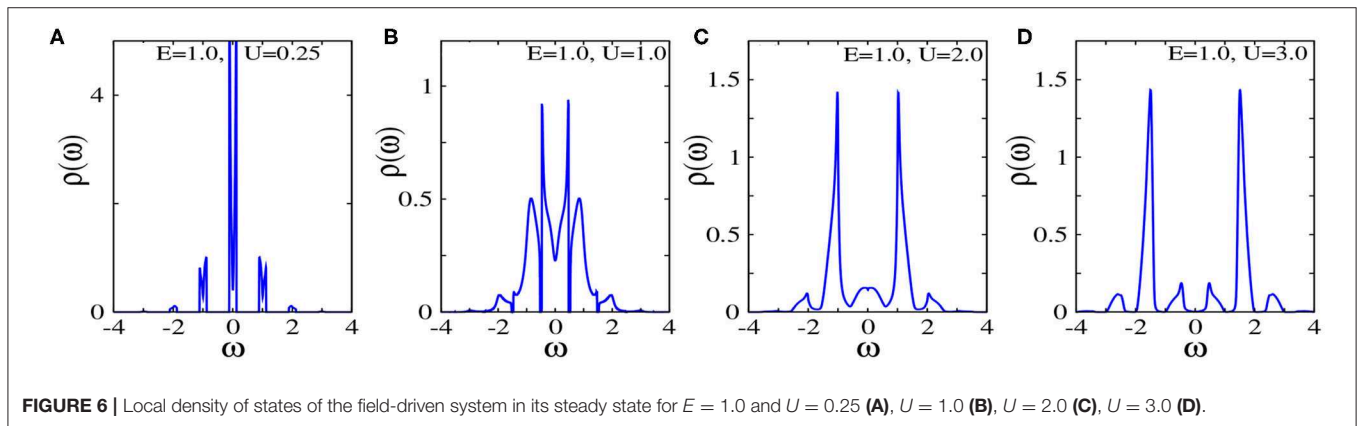 A
E=1.0, U=0.25
ρ(ω)
4
0
-4
-2
0
2
4
ω
B
E=1.0, U=1.0
ρ(ω)
1
0.5
0
-4
-2
0
2
4
ω
C
E=1.0, U=2.0
ρ(ω)
1.5
1
0.5
0
-4
-2
0
2
4
ω
D
E=1.0, U=3.0
ρ(ω)
1.5
1
0.5
0
-4
-2
0
2
4
ω
FIGURE 6 | Local density of states of the field-driven system in its steady state for E = 1.0 and U = 0.25 (A), U = 1.0 (B), U = 2.0 (C), U = 3.0 (D).